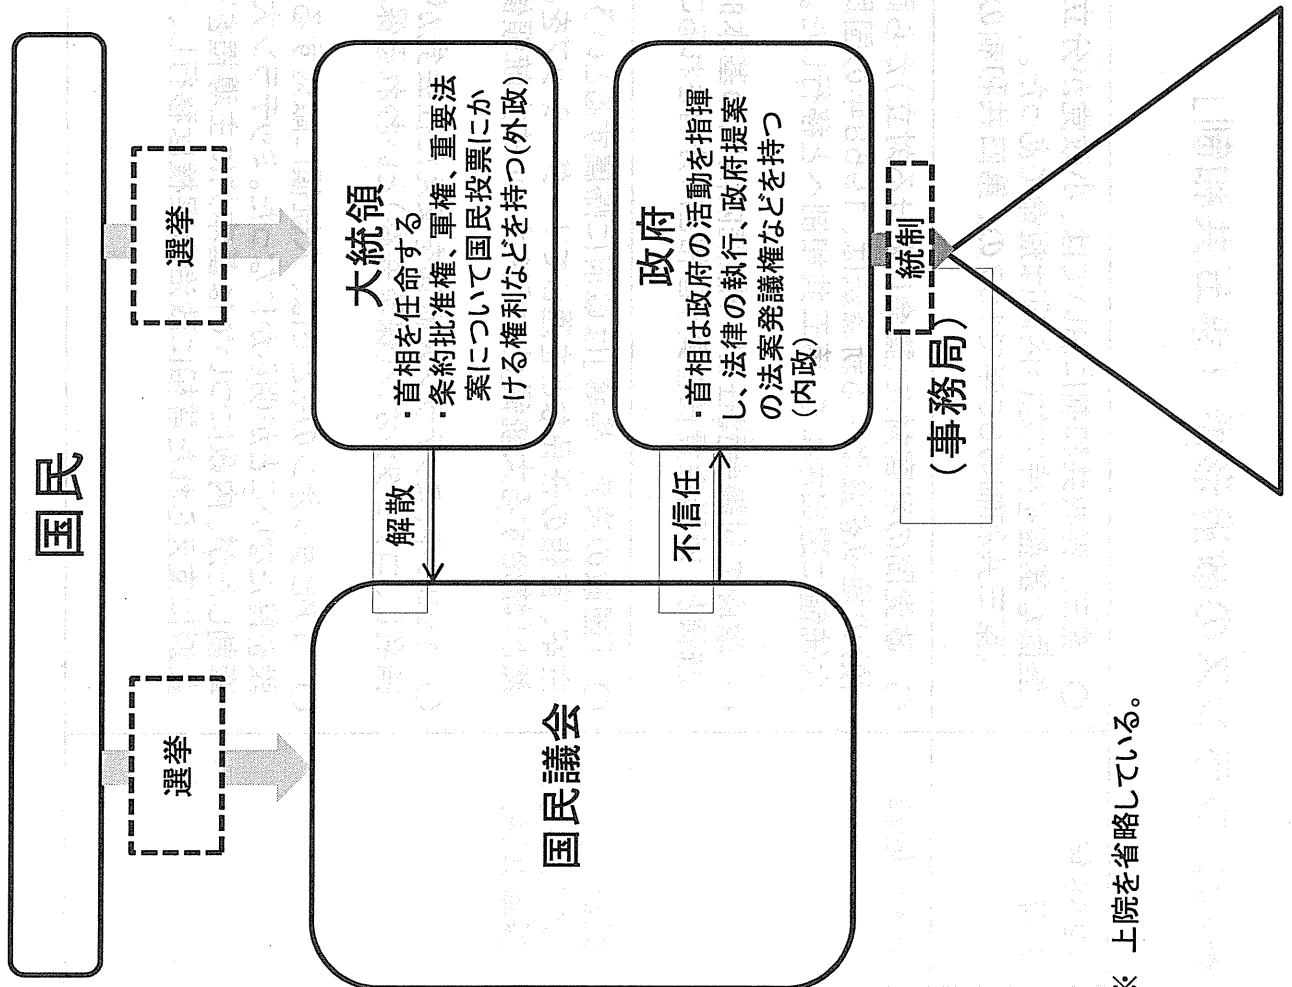 国民
選挙
選挙
国民議会
解散
大統領
・首相を任命する
・条約批准権、軍権、重要法
案について国民投票にか
ける権利などを持つ(外政)
不信任
政府
・首相は政府の活動を指揮
し、法律の執行、政府提案
の法案発議権などを持つ
(内政)
統制
(事務局)
※ 上院を省略している。